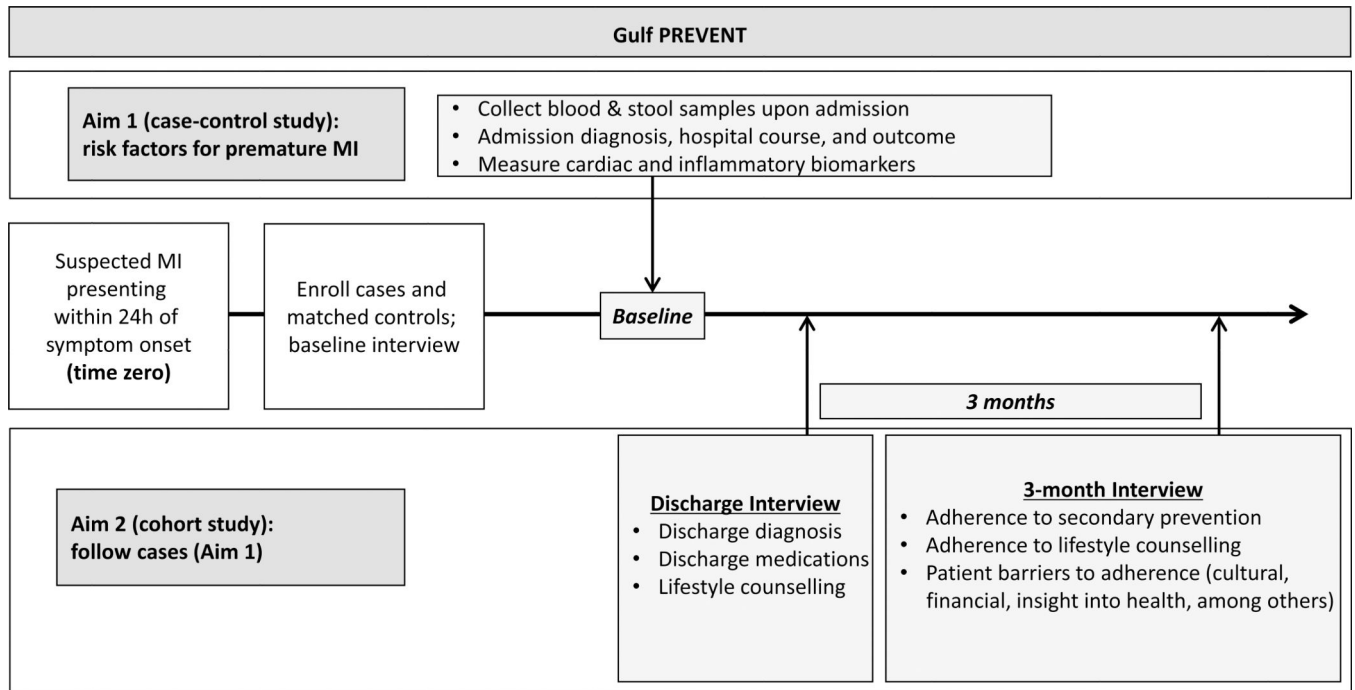 Gulf PREVENT
Aim 1 (case-control study):
risk factors for premature MI
• Collect blood & stool samples upon admission
• Admission diagnosis, hospital course, and outcome
• Measure cardiac and inflammatory biomarkers
Suspected MI
presenting
within 24h of
symptom onset
(time zero)
Enroll cases and
matched controls;
baseline interview
Baseline
3 months
Aim 2 (cohort study):
follow cases (Aim 1)
Discharge Interview
• Discharge diagnosis
• Discharge medications
• Lifestyle counselling
3-month Interview
• Adherence to secondary prevention
• Adherence to lifestyle counselling
• Patient barriers to adherence (cultural,
financial, insight into health, among others)